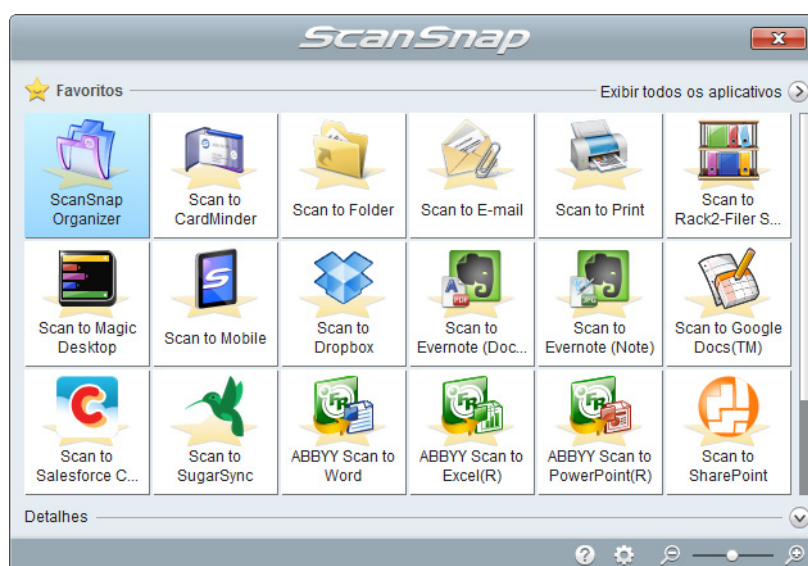 ScanSnap
Favoritos
Exibir todos os aplicativos
ScanSnap
Organizer
Scan to
CardMinder
Scan to Folder
Scan to E-mail
Scan to Print
Scan to
Rack2-Filer S...
Scan to Magic
Desktop
Scan to Mobile
Scan to
Dropbox
Scan to
Evernote (Doc...
Scan to
Evernote (Note)
Scan to Google
Docs(TM)
Scan to
Salesforce C...
Scan to
SugarSync
ABBYY Scan to
Word
ABBYY Scan to
Excel(R)
ABBYY Scan to
PowerPoint(R)
Scan to
SharePoint
Detalhes